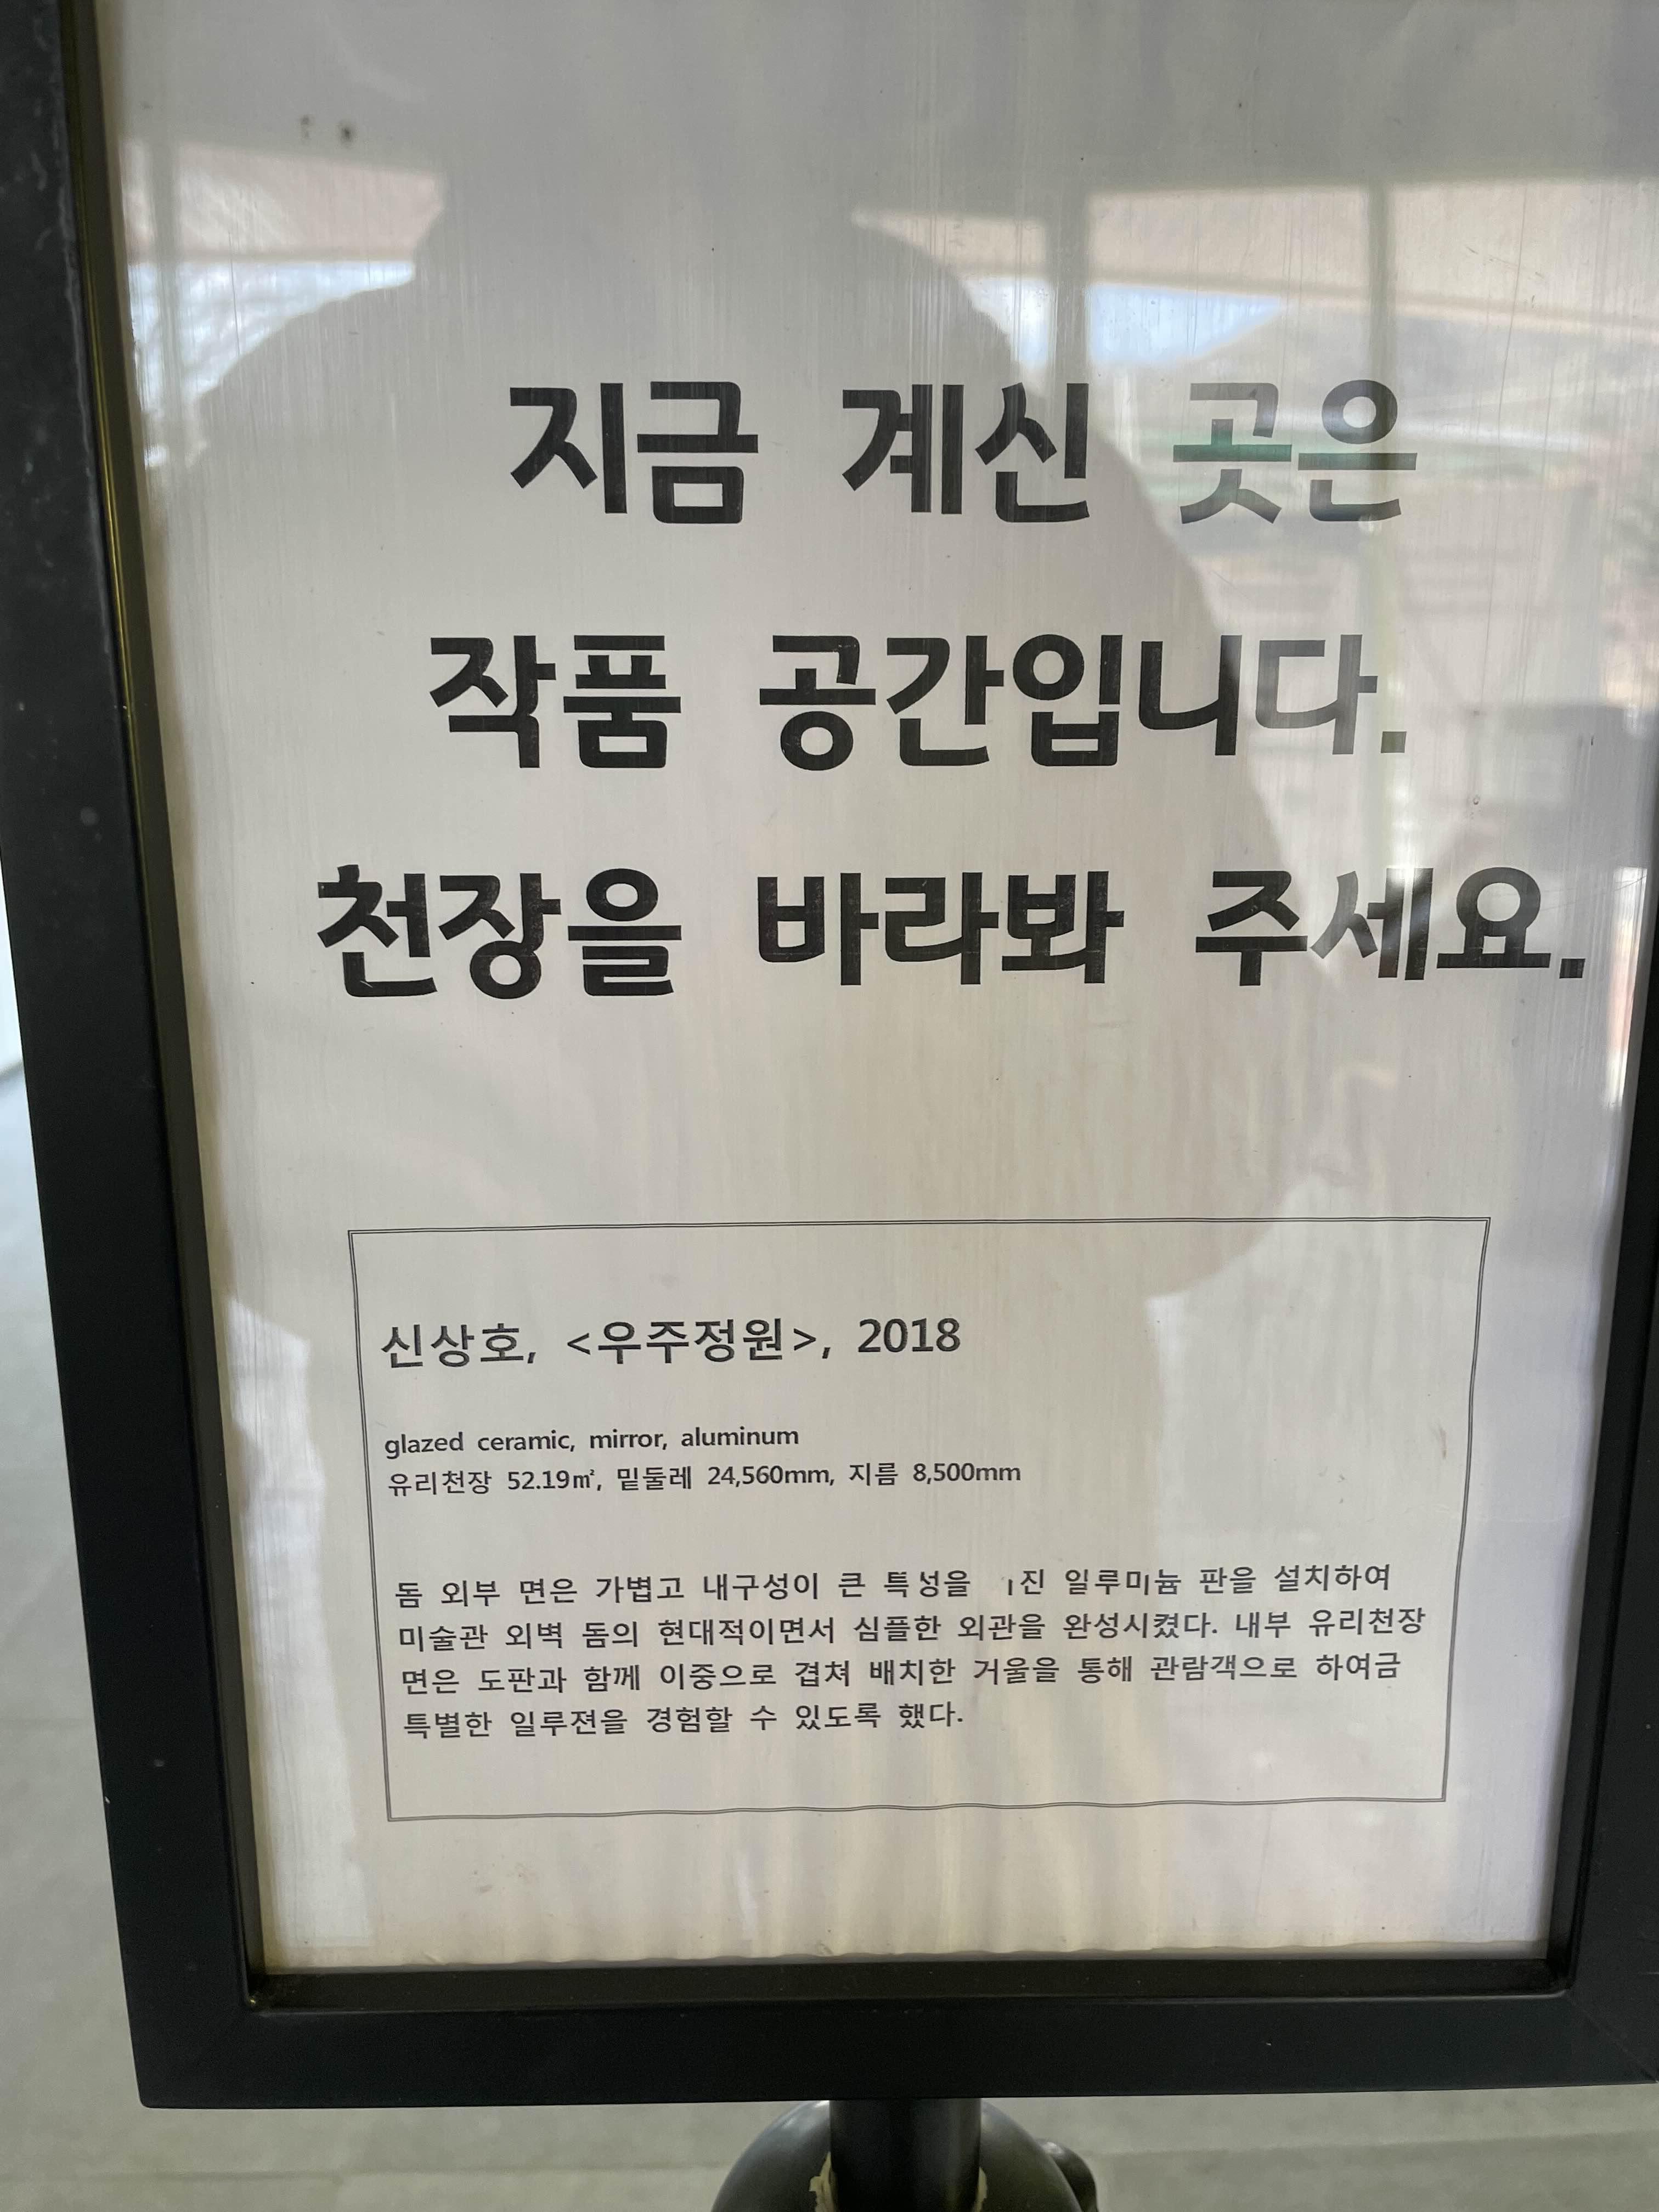 지금 계신 곳은
작품 공간입니다.
천장을 바라봐 주세요.
신상호, <우주정원>, 2018
glazed ceramic, mirror, aluminum
유리천장 52.19㎡, 밑둘레 24,560mm, 지름 8,500mm
돔 외부 면은 가볍고 내구성이 큰 특성을 일루미늄 판을 설치하여
미술관 외벽 돔의 현대적이면서 심플한 외관을 완성시켰다. 내부 유리천장
면은 도판과 함께 이중으로 겹쳐 배치한 거울을 통해 관람객으로 하여금
특별한 일루젼을 경험할 수 있도록 했다.